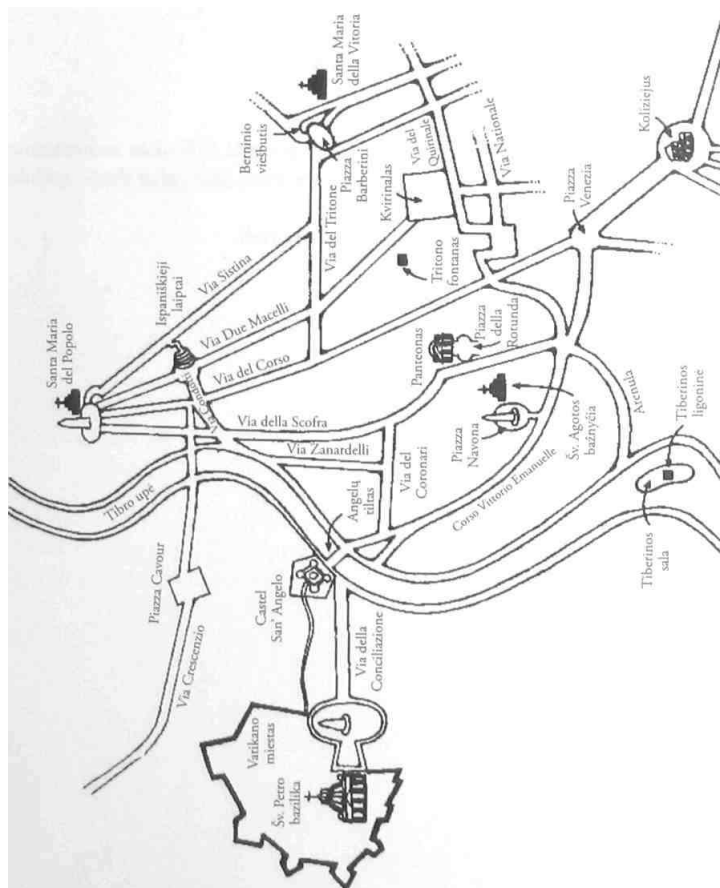 Santa Maria
del Popolo
Ispaniškieji
laiptai
Via Sistina
Berninio
viešbutis
Santa Maria
della Vitoria
Piazza
Barberini
Via del Tritone
Via Due Macelli
Via del Corso
Via Condotti
Kvirinalas
Via del
Quirinale
Via Nationale
Tritono
fontanas
Piazza
Venezia
Koliziejus
Tibro upė
Via della Scofra
Via Zanardelli
Via del
Coronari
Panteonas
Piazza
della
Rotunda
Piazza
Navona
Šv. Agotos
bažnyčia
Corso Vittorio Emanuelle
Arenula
Tiberinos
ligoninė
Tiberinos
sala
Piazza Cavour
Via Crescenzio
Castel
San' Angelo
Angelų
tiltas
Via della
Conciliazione
Vatikano
miestas
Šv. Petro
bazilika